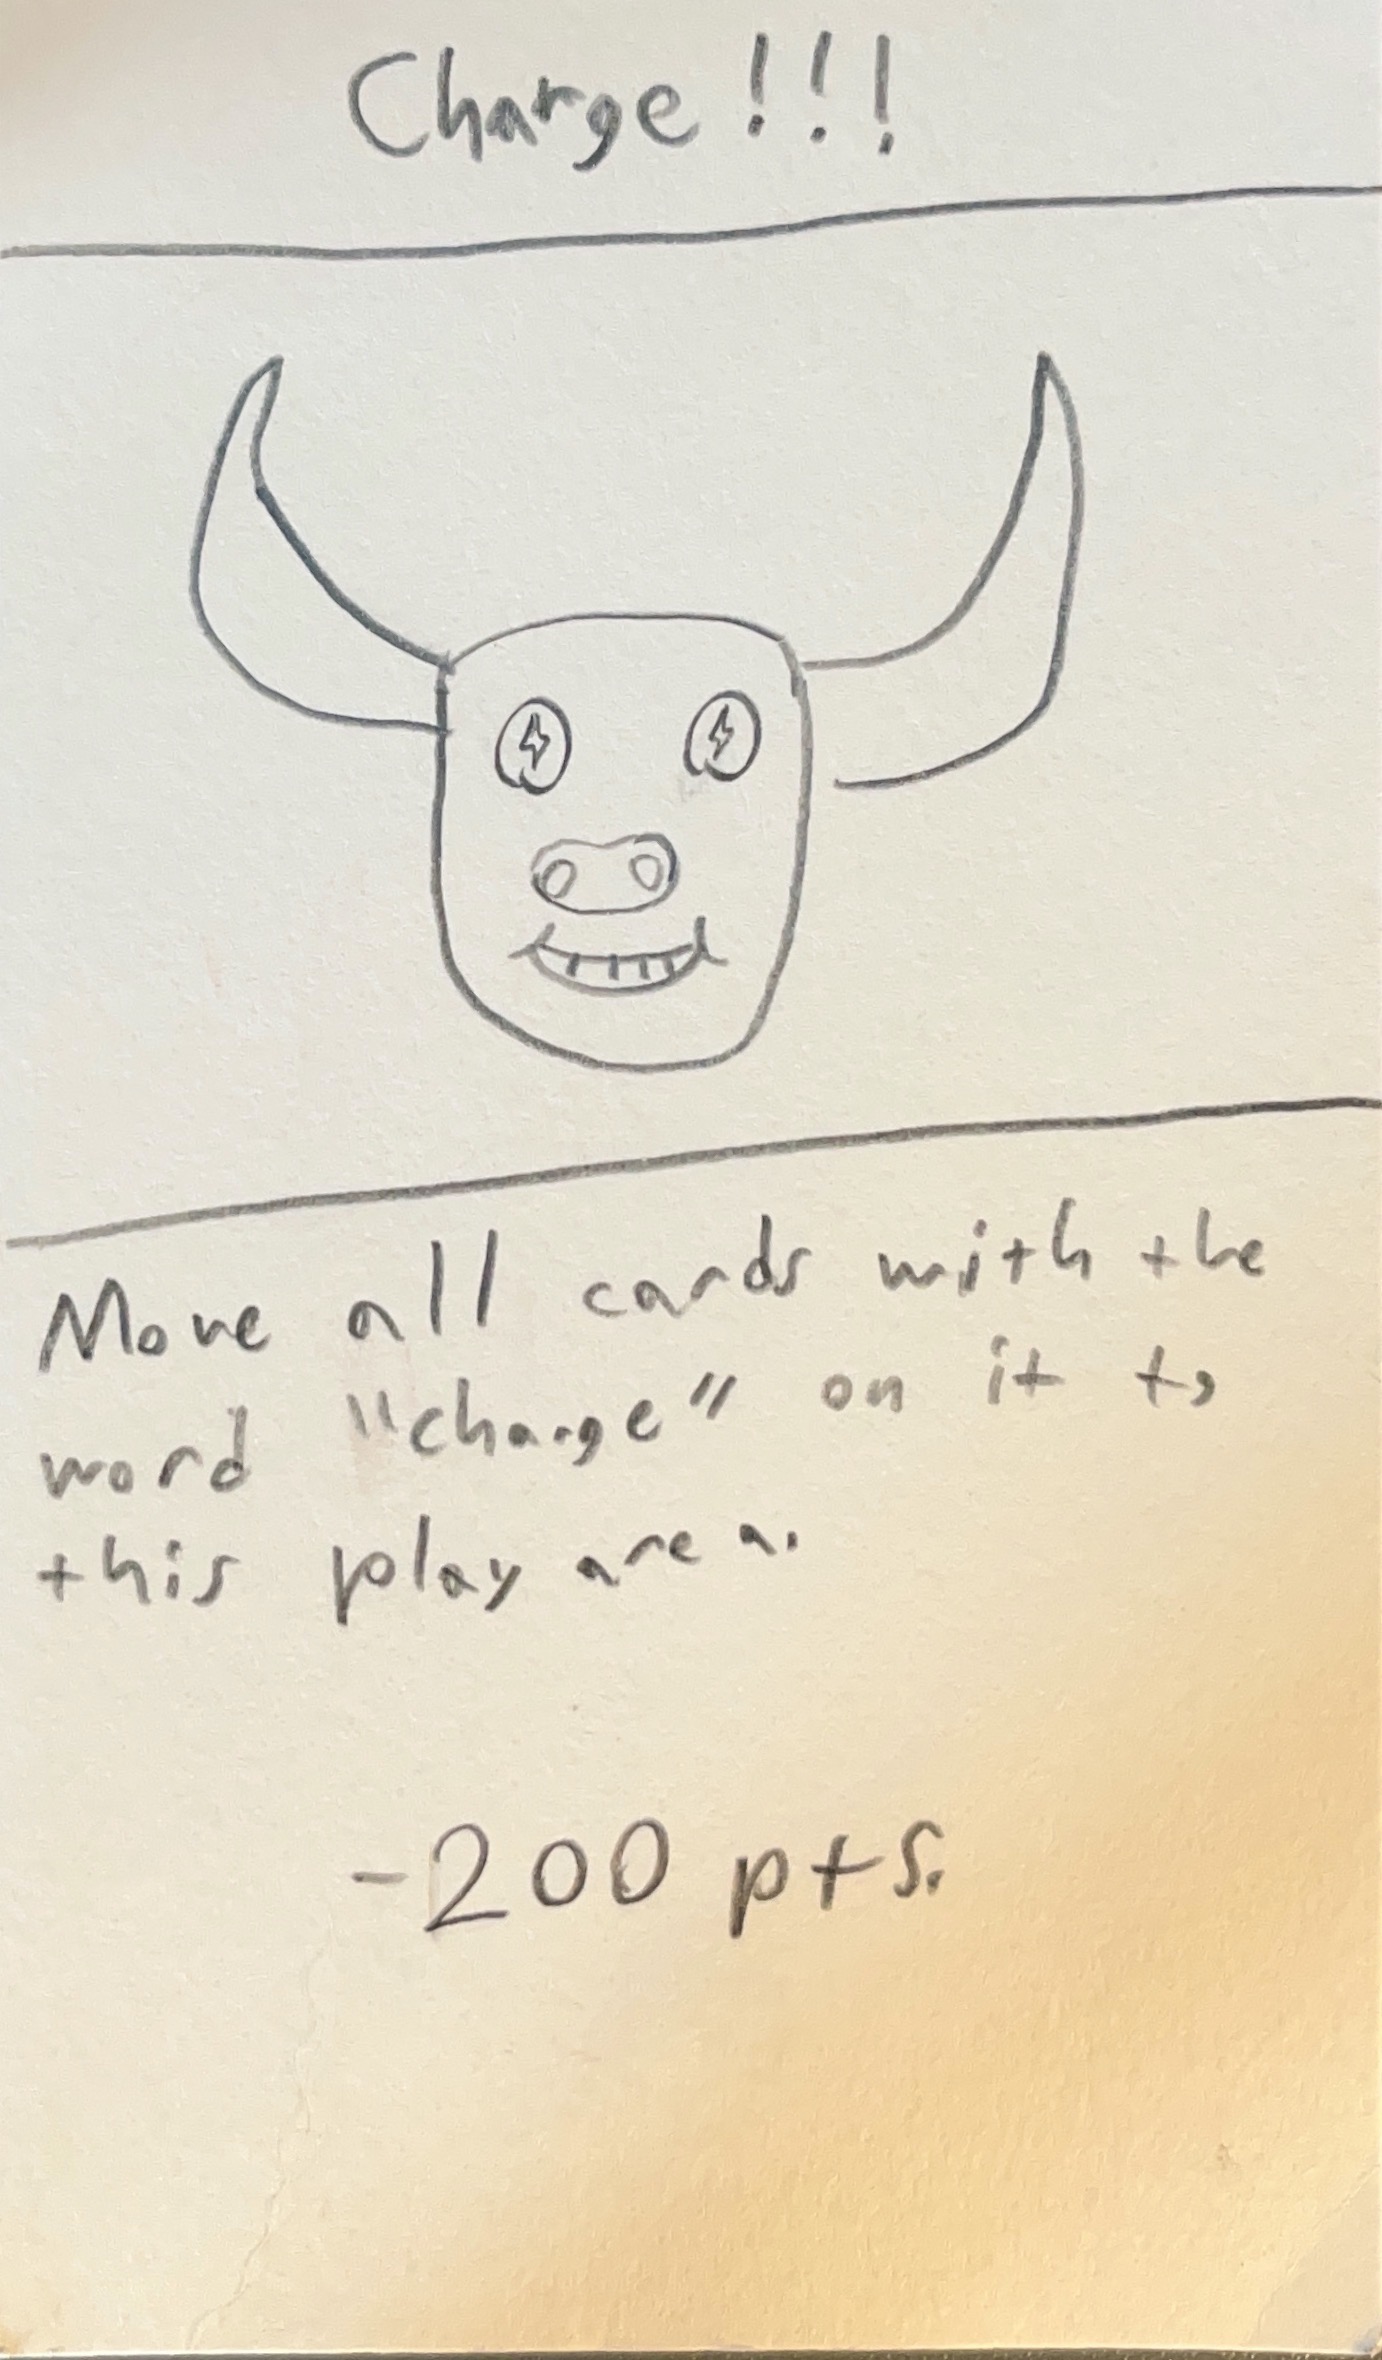 Charge!!!
Move all cards with the
word "charge" on it to
this play area.
-200 pts.